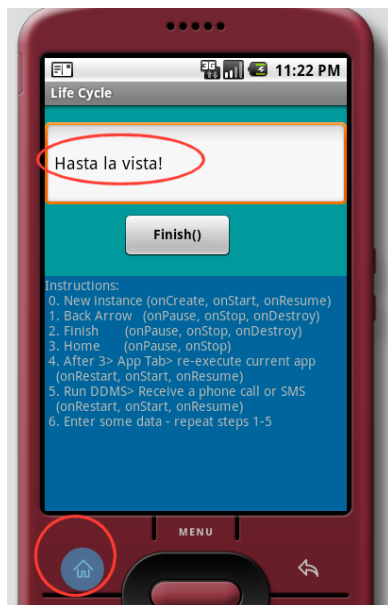 3G 11:22 PM
Life Cycle
Hasta la vista!
Finish()
Instructions:
0. New instance (onCreate, onStart, onResume)
1. Back Arrow (onPause, onStop, onDestroy)
2. Finish (onPause, onStop, onDestroy)
3. Home (onPause, onStop)
4. After 3> App Tab> re-execute current app
(onRestart, onStart, onResume)
5. Run DDMS> Receive a phone call or SMS
(onRestart, onStart, onResume)
6. Enter some data - repeat steps 1-5
MENU